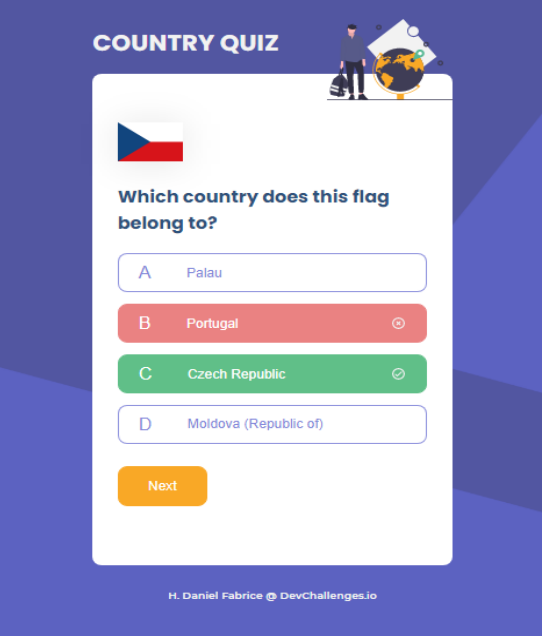 COUNTRY QUIZ
Which country does this flag
belong to?
A Palau
B Portugal
C Czech Republic
D Moldova (Republic of)
Next
H. Daniel Fabrice @ DevChallenges.io